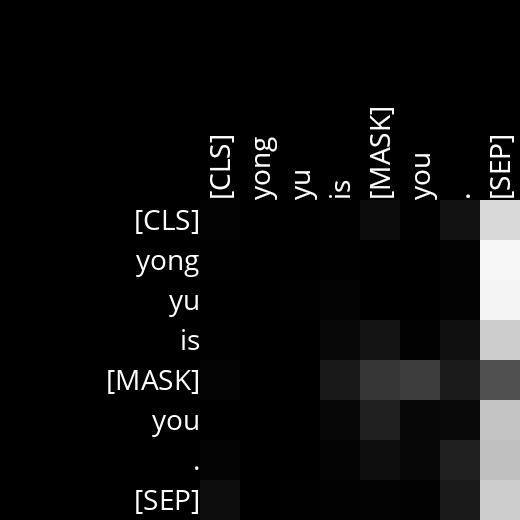 [CLS] yong yu is [MASK] you . [SEP]
[CLS]
yong
yu
is
[MASK]
you
.
[SEP]